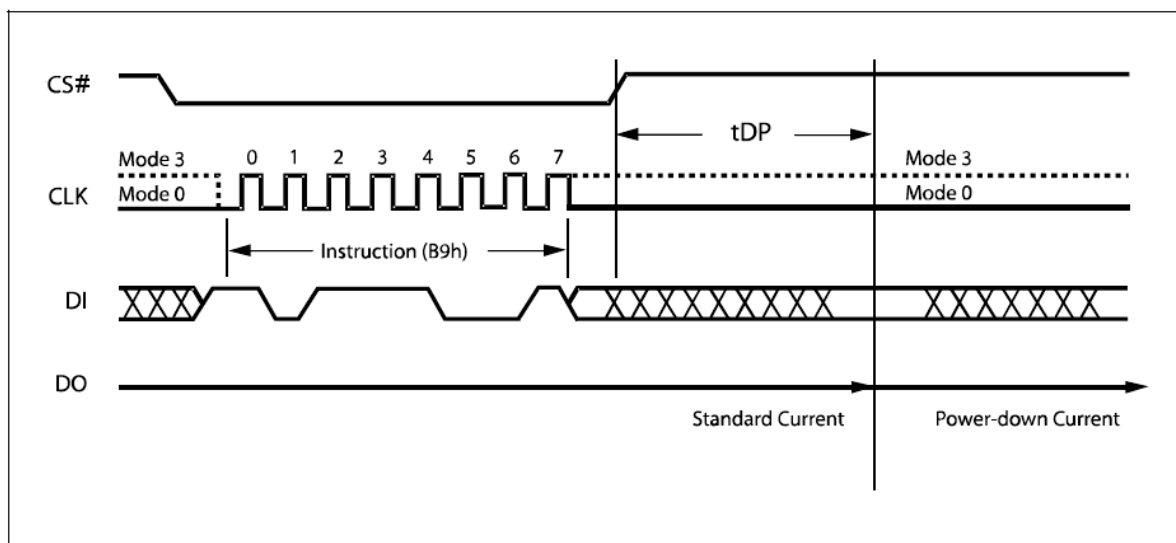 CS#
tDP
Mode 3
0 1 2 3 4 5 6 7
Mode 3
CLK
Mode 0
Mode 0
Instruction (B9h)
DI
DO
Standard Current
Power-down Current